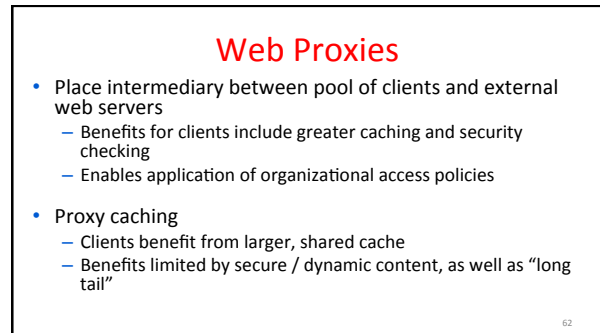 Web Proxies
• Place intermediary between pool of clients and external
web servers
– Benefits for clients include greater caching and security
checking
– Enables application of organizational access policies
• Proxy caching
– Clients benefit from larger, shared cache
– Benefits limited by secure / dynamic content, as well as “long
tail”
62